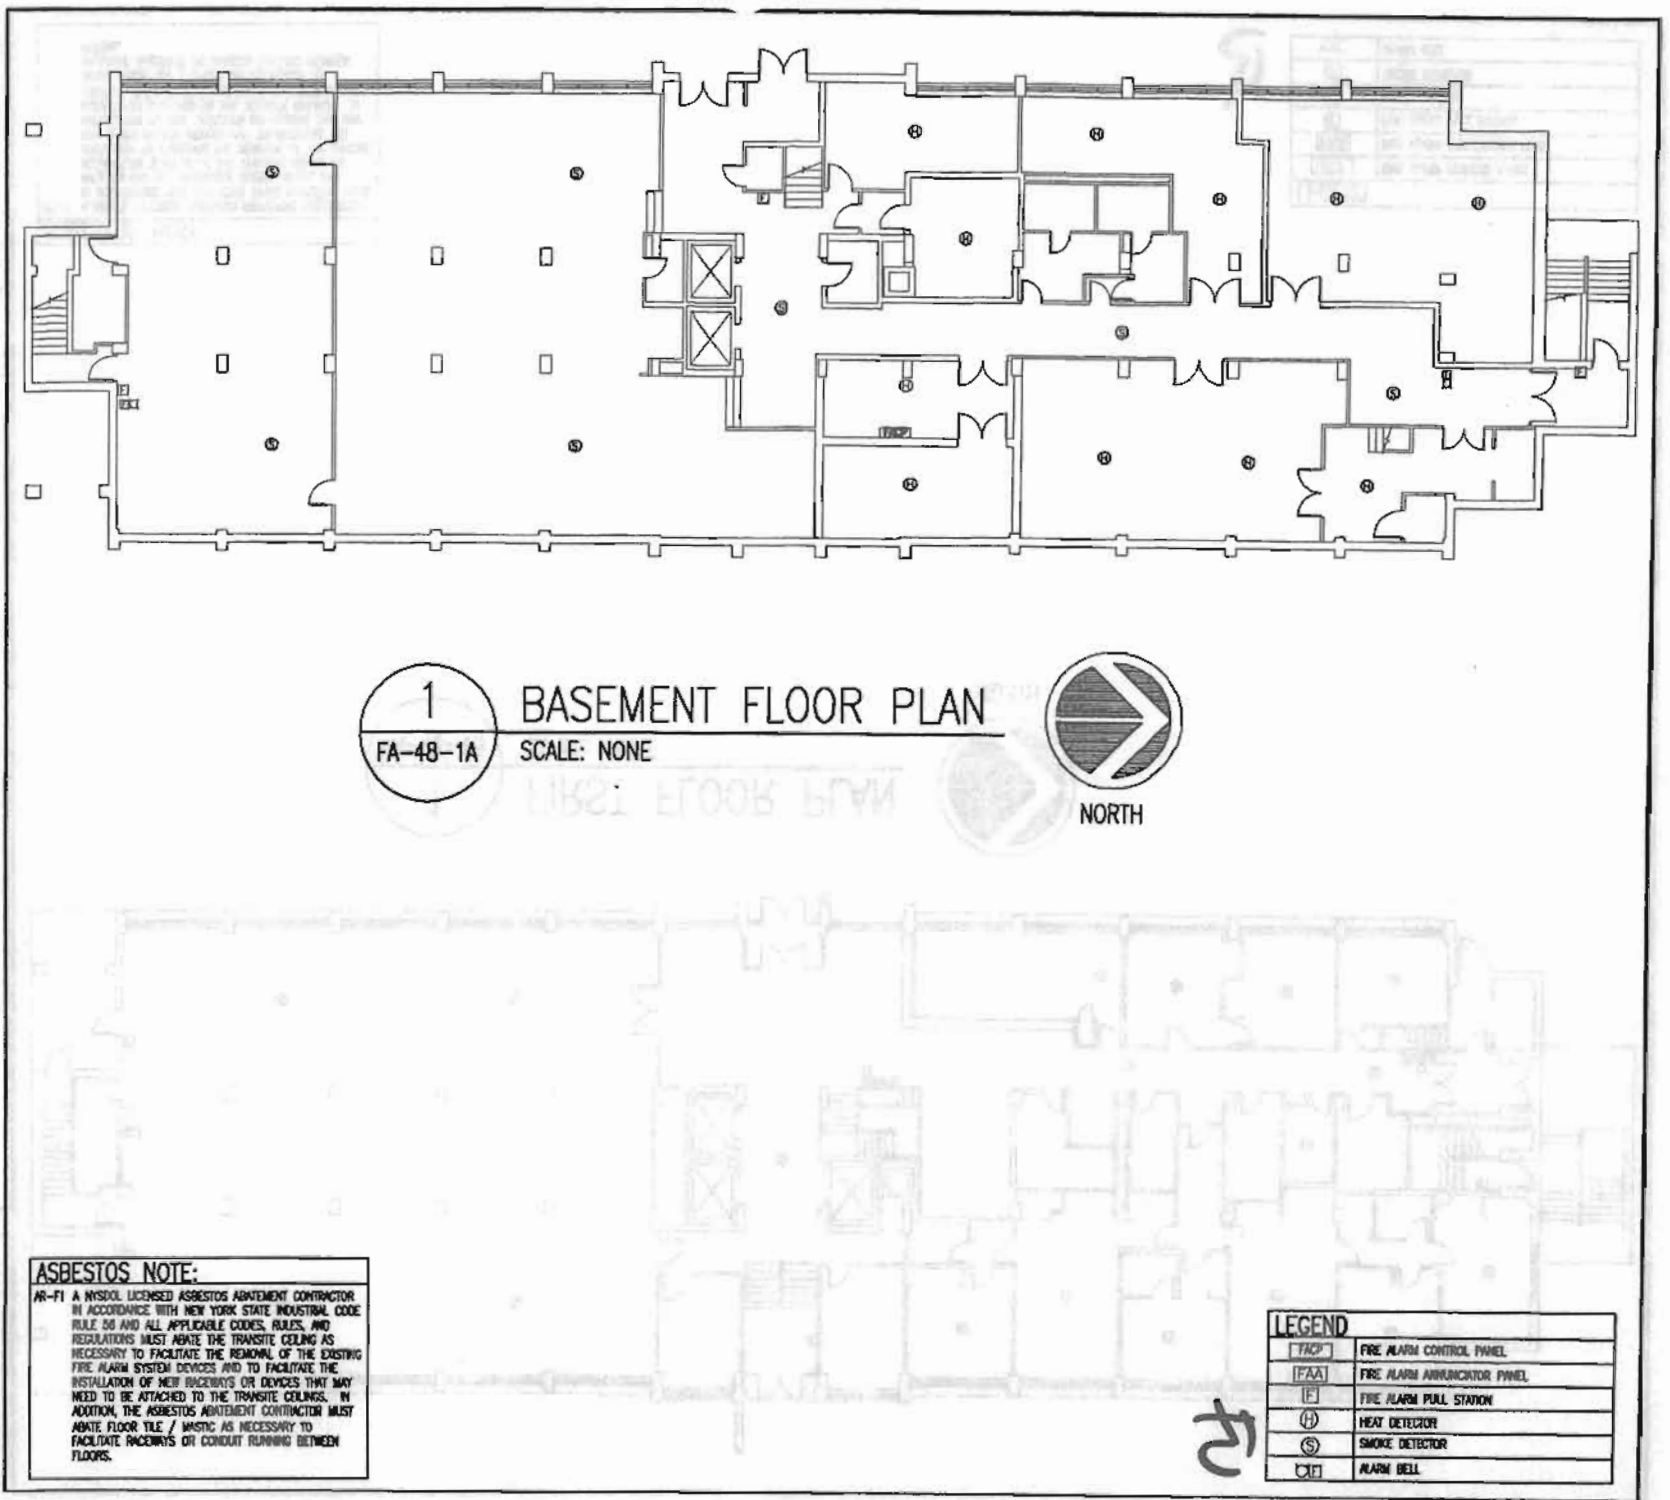 S
S
H
H
H
H
H
H
F
S
S
F
S
S
H
F
S
S
FACP
H
H
H
H
1
BASEMENT FLOOR PLAN
FA-48-1A
SCALE: NONE
NORTH
FIRST FLOOR PLAN
ASBESTOS NOTE:
AR-F1 A NYSDOL LICENSED ASBESTOS ABATEMENT CONTRACTOR
IN ACCORDANCE WITH NEW YORK STATE INDUSTRIAL CODE
RULE 56 AND ALL APPLICABLE CODES, RULES, AND
REGULATIONS MUST ABATE THE TRANSITE CEILING AS
NECESSARY TO FACILITATE THE REMOVAL OF THE EXISTING
FIRE ALARM SYSTEM DEVICES AND TO FACILITATE THE
INSTALLATION OF NEW RACEWAYS OR DEVICES THAT MAY
NEED TO BE ATTACHED TO THE TRANSITE CEILINGS. IN
ADDITION, THE ASBESTOS ABATEMENT CONTRACTOR MUST
ABATE FLOOR TILE / MASTIC AS NECESSARY TO
FACILITATE RACEWAYS OR CONDUIT RUNNING BETWEEN
FLOORS.
LEGEND
FACP FIRE ALARM CONTROL PANEL
FAA FIRE ALARM ANNUNCIATOR PANEL
F FIRE ALARM PULL STATION
H HEAT DETECTOR
S SMOKE DETECTOR
F ALARM BELL